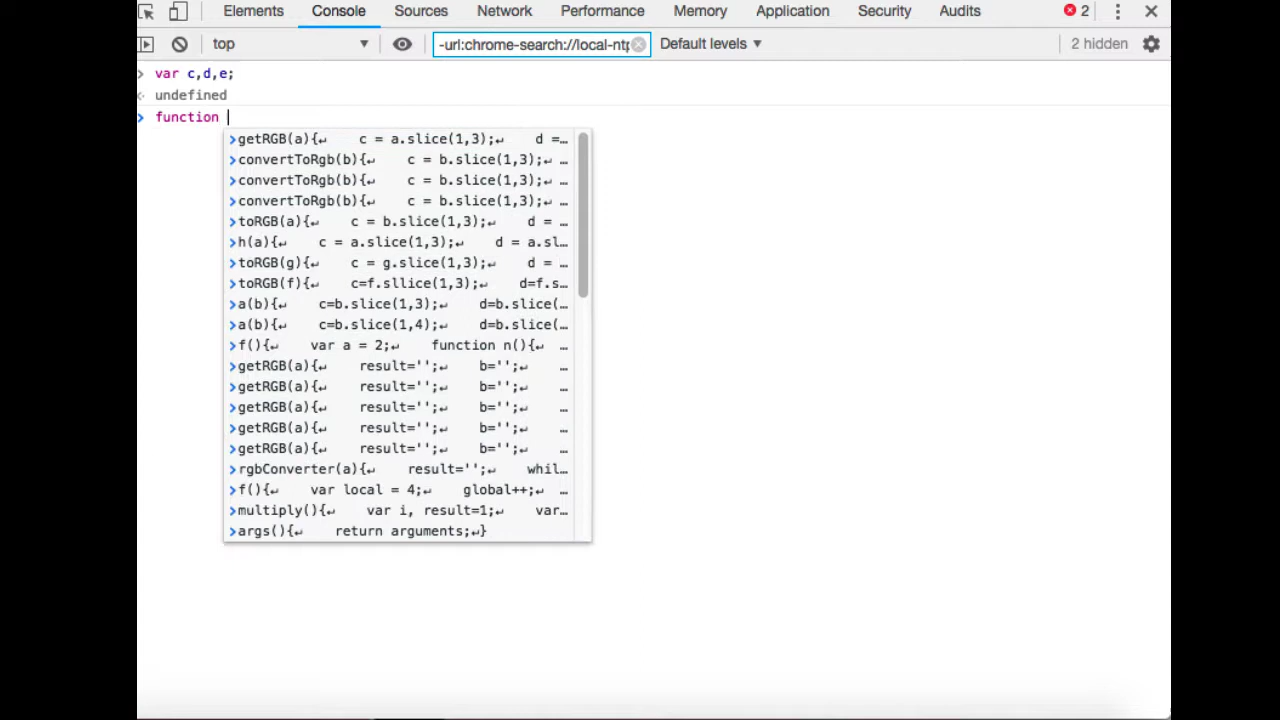 Elements Console Sources Network Performance Memory Application Security Audits 2
top -url:chrome-search://local-ntp Default levels 2 hidden
var c,d,e;
undefined
function
getRGB(a){↵ c = a.slice(1,3);↵ d =…
convertToRgb(b){↵ c = b.slice(1,3);↵ …
convertToRgb(b){↵ c = b.slice(1,3);↵ …
convertToRgb(b){↵ c = b.slice(1,3);↵ …
toRGB(a){↵ c = b.slice(1,3);↵ d = …
h(a){↵ c = a.slice(1,3);↵ d = a.sl…
toRGB(g){↵ c = g.slice(1,3);↵ d = …
toRGB(f){↵ c=f.sllice(1,3);↵ d=f.s…
a(b){↵ c=b.slice(1,3);↵ d=b.slice(…
a(b){↵ c=b.slice(1,4);↵ d=b.slice(…
f(){↵ var a = 2;↵ function n(){↵ …
getRGB(a){↵ result='';↵ b='';↵ …
getRGB(a){↵ result='';↵ b='';↵ …
getRGB(a){↵ result='';↵ b='';↵ …
getRGB(a){↵ result='';↵ b='';↵ …
getRGB(a){↵ result='';↵ b='';↵ …
rgbConverter(a){↵ result='';↵ whil…
f(){↵ var local = 4;↵ global++;↵ …
multiply(){↵ var i, result=1;↵ var…
args(){↵ return arguments;↵}